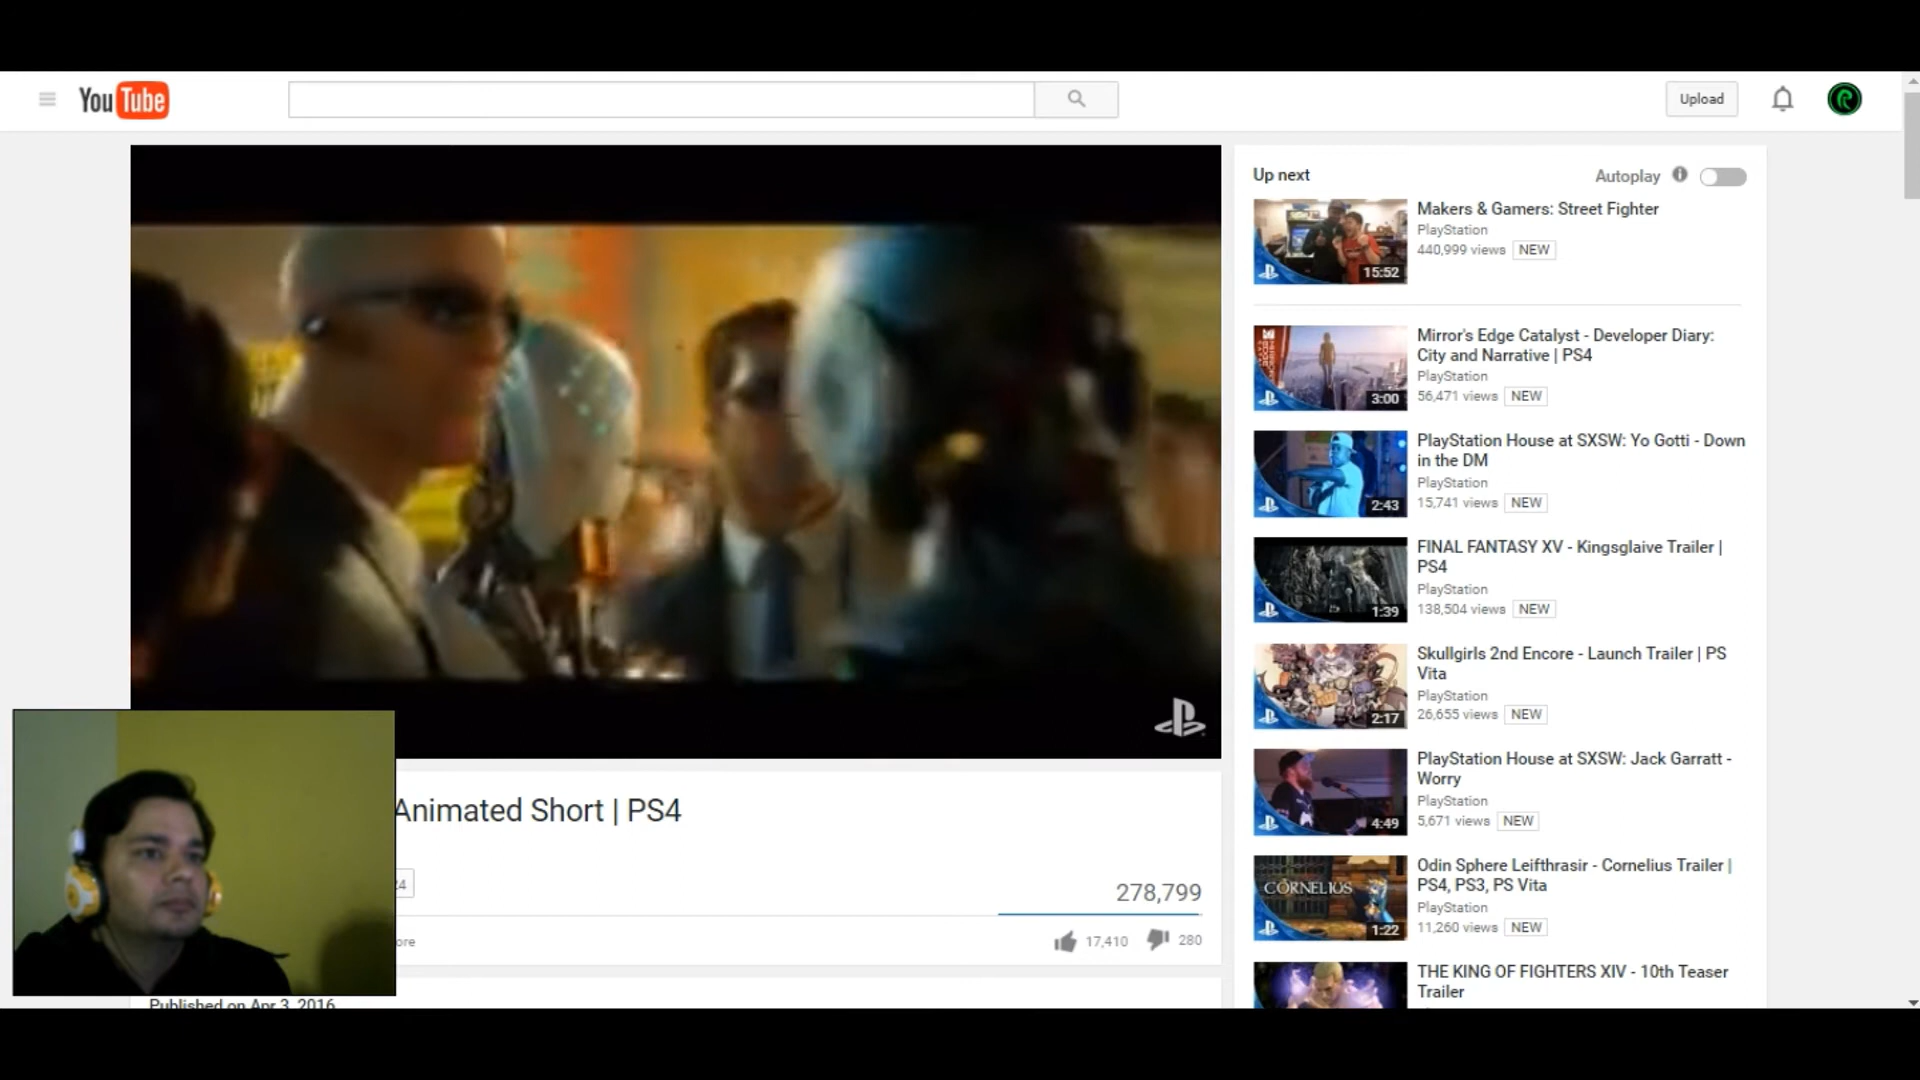 YouTube
Upload
Up next
Autoplay
Makers & Gamers: Street Fighter
PlayStation
440,999 views NEW
15:52
Mirror's Edge Catalyst - Developer Diary:
City and Narrative | PS4
PlayStation
56,471 views NEW
3:00
PlayStation House at SXSW: Yo Gotti - Down
in the DM
PlayStation
15,741 views NEW
2:43
FINAL FANTASY XV - Kingsglaive Trailer |
PS4
PlayStation
138,504 views NEW
1:39
Skullgirls 2nd Encore - Launch Trailer | PS
Vita
PlayStation
26,655 views NEW
2:17
PlayStation House at SXSW: Jack Garratt -
Worry
PlayStation
5,671 views NEW
4:49
Odin Sphere Leifthrasir - Cornelius Trailer |
PS4, PS3, PS Vita
PlayStation
11,260 views NEW
CORNELIUS
1:22
THE KING OF FIGHTERS XIV - 10th Teaser
Trailer
Animated Short | PS4
278,799
17,410 280
Published on Apr 3, 2016